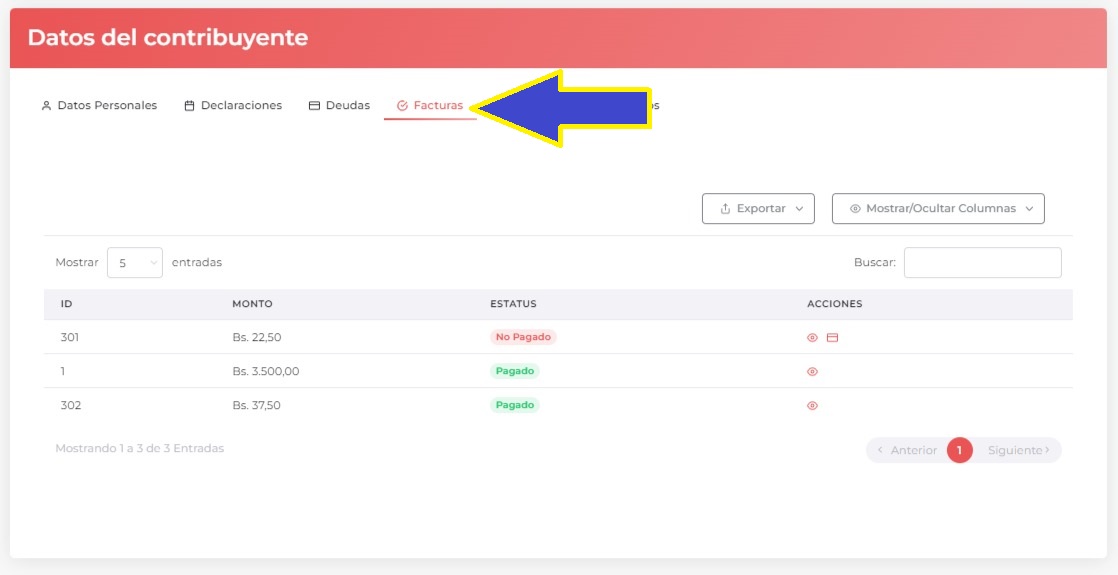 Datos del contribuyente
Datos Personales Declaraciones Deudas Facturas
Exportar Mostrar/Ocultar Columnas
Mostrar 5 entradas Buscar:
ID MONTO ESTATUS ACCIONES
301 Bs. 22,50 No Pagado
1 Bs. 3.500,00 Pagado
302 Bs. 37,50 Pagado
Mostrando 1 a 3 de 3 Entradas
Anterior 1 Siguiente